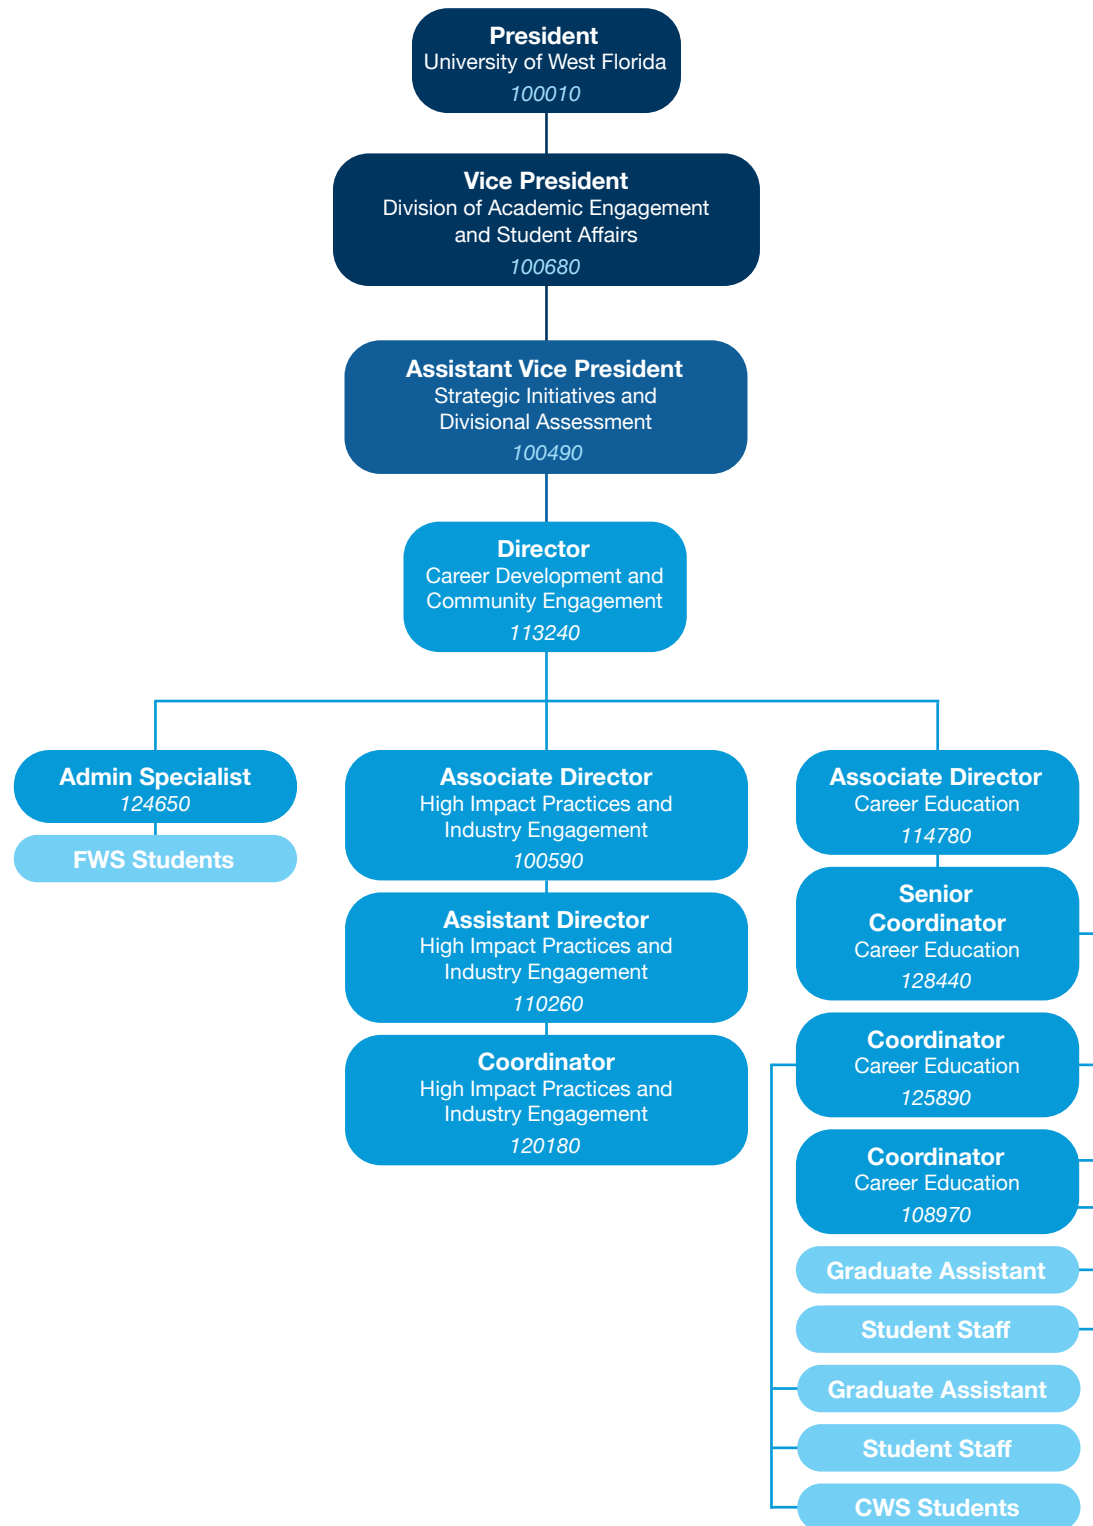 President
University of West Florida
100010
Vice President
Division of Academic Engagement
and Student Affairs
100680
Assistant Vice President
Strategic Initiatives and
Divisional Assessment
100490
Director
Career Development and
Community Engagement
113240
Admin Specialist
124650
FWS Students
Associate Director
High Impact Practices and
Industry Engagement
100590
Assistant Director
High Impact Practices and
Industry Engagement
110260
Coordinator
High Impact Practices and
Industry Engagement
120180
Associate Director
Career Education
114780
Senior
Coordinator
Career Education
128440
Coordinator
Career Education
125890
Coordinator
Career Education
108970
Graduate Assistant
Student Staff
Graduate Assistant
Student Staff
CWS Students